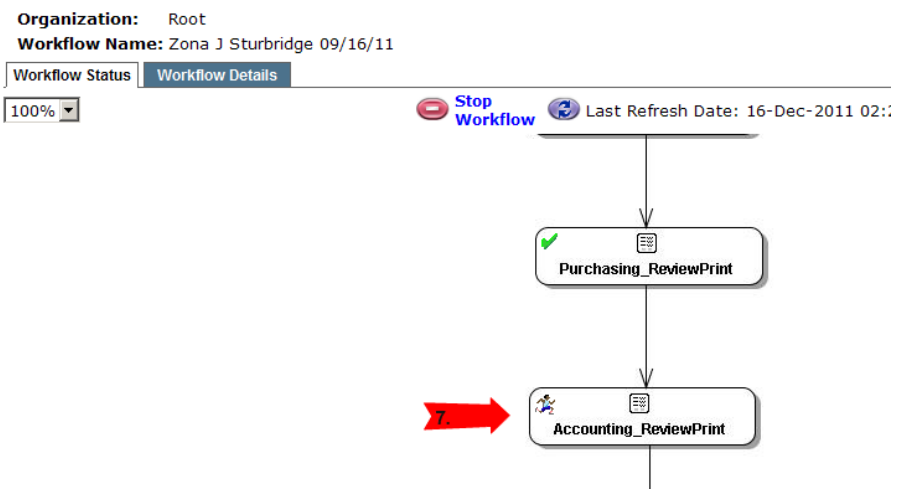 Organization: Root
Workflow Name: Zona J Sturbridge 09/16/11
Workflow Status Workflow Details
100% Stop Workflow Last Refresh Date: 16-Dec-2011 02:
Purchasing_ReviewPrint
7.
Accounting_ReviewPrint